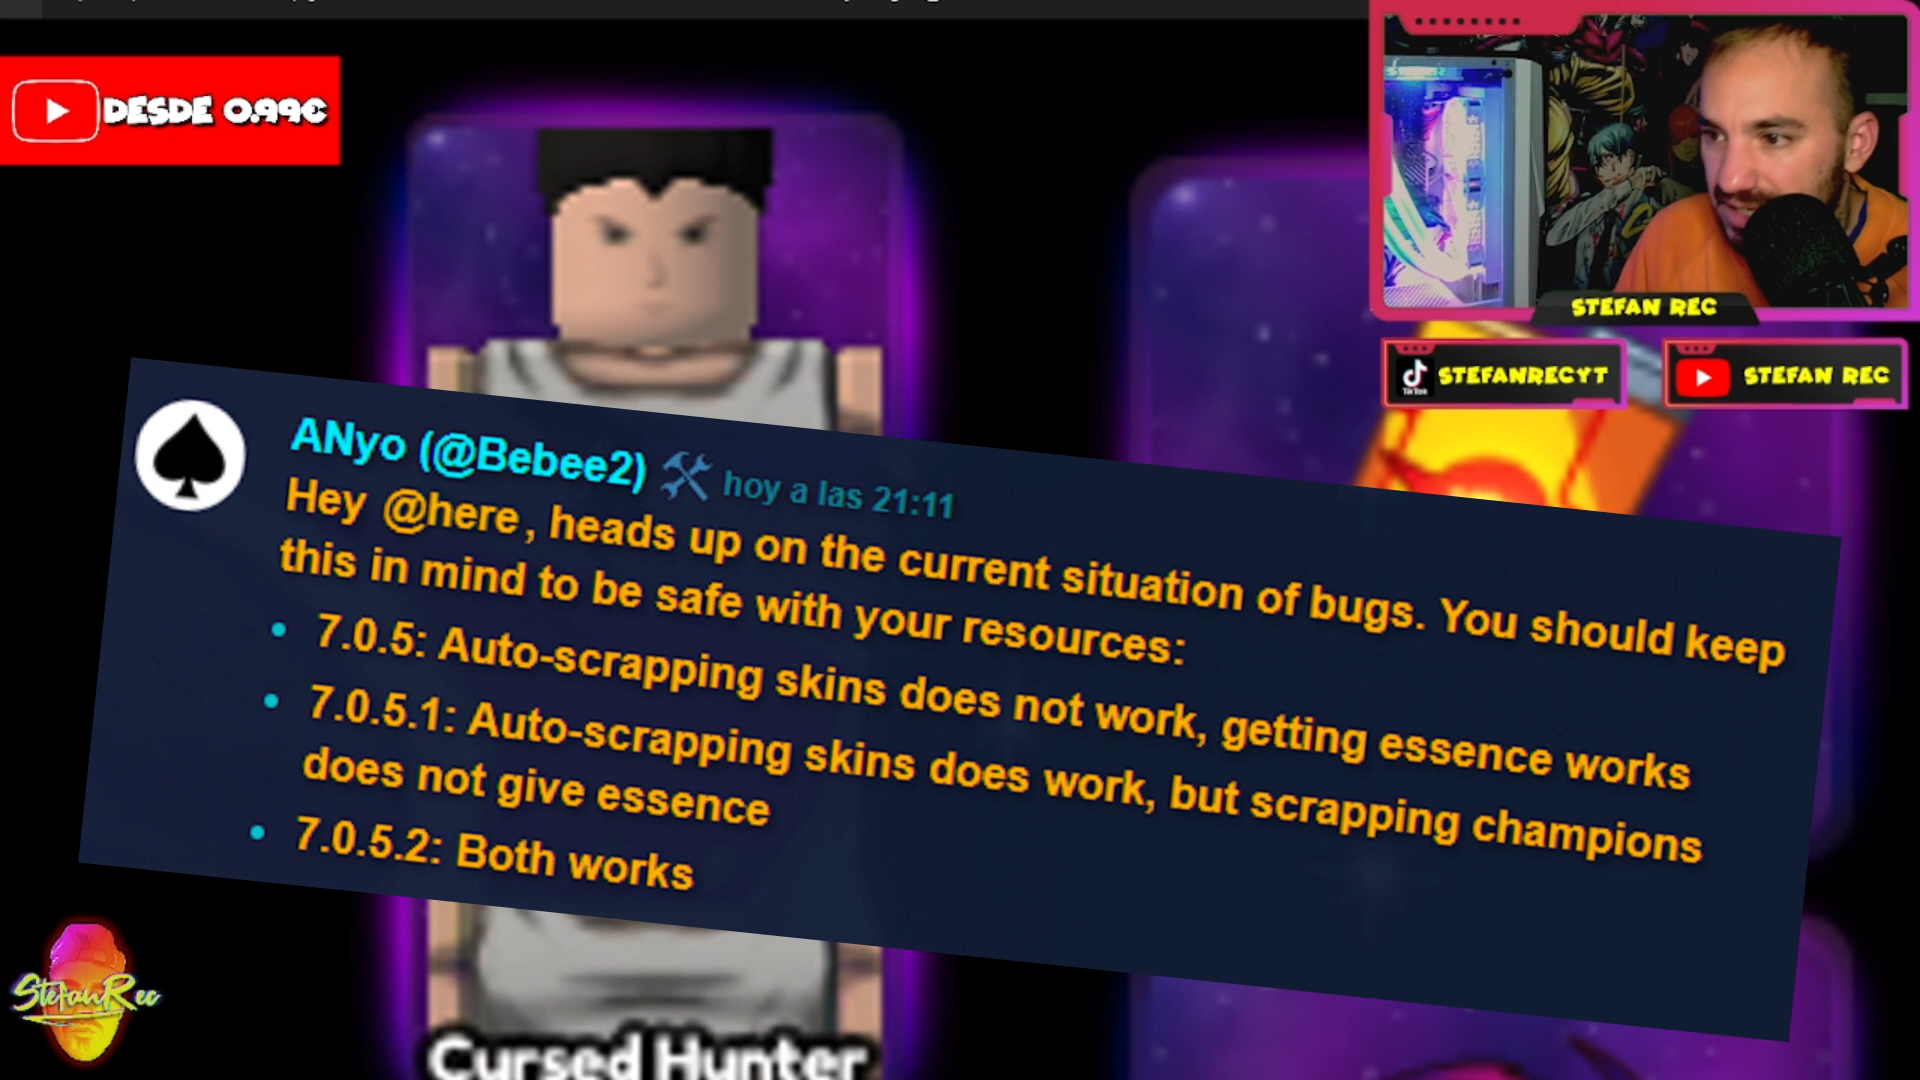 DESDE 0.99€
STEFAN REC
TikTok
STEFANRECYT
STEFAN REC
ANyo (@Bebee2) hoy a las 21:11
Hey @here, heads up on the current situation of bugs. You should keep
this in mind to be safe with your resources:
• 7.0.5: Auto-scrapping skins does not work, getting essence works
• 7.0.5.1: Auto-scrapping skins does work, but scrapping champions
does not give essence
• 7.0.5.2: Both works
StefanRec
Cursed Hunter